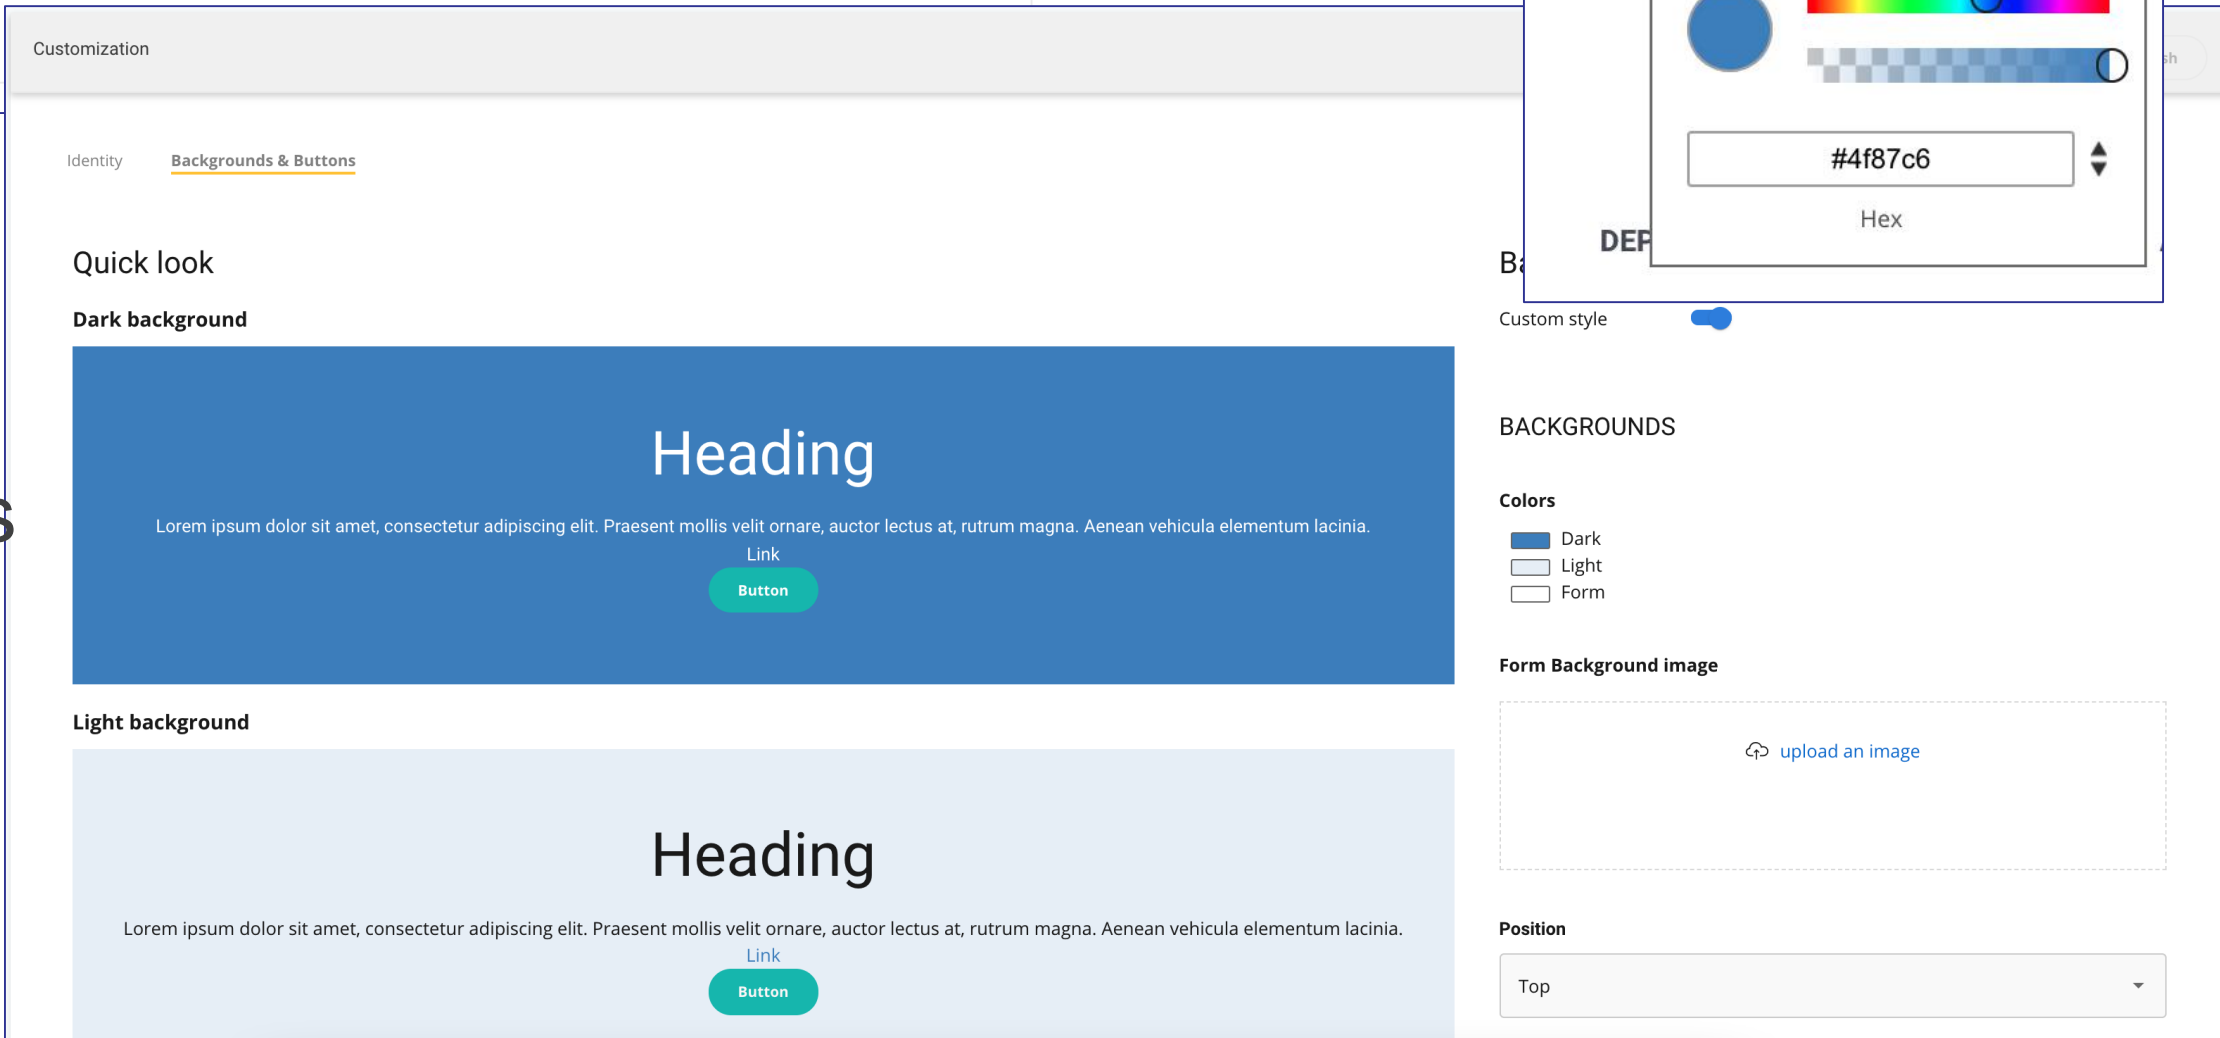 Customization
#4f87c6
Hex
Identity
Backgrounds & Buttons
Quick look
Dark background
Custom style
Heading
Lorem ipsum dolor sit amet, consectetur adipiscing elit. Praesent mollis velit ornare, auctor lectus at, rutrum magna. Aenean vehicula elementum lacinia.
Link
Button
BACKGROUNDS
Colors
Dark
Light
Form
Form Background image
upload an image
Light background
Heading
Lorem ipsum dolor sit amet, consectetur adipiscing elit. Praesent mollis velit ornare, auctor lectus at, rutrum magna. Aenean vehicula elementum lacinia.
Link
Button
Position
Top